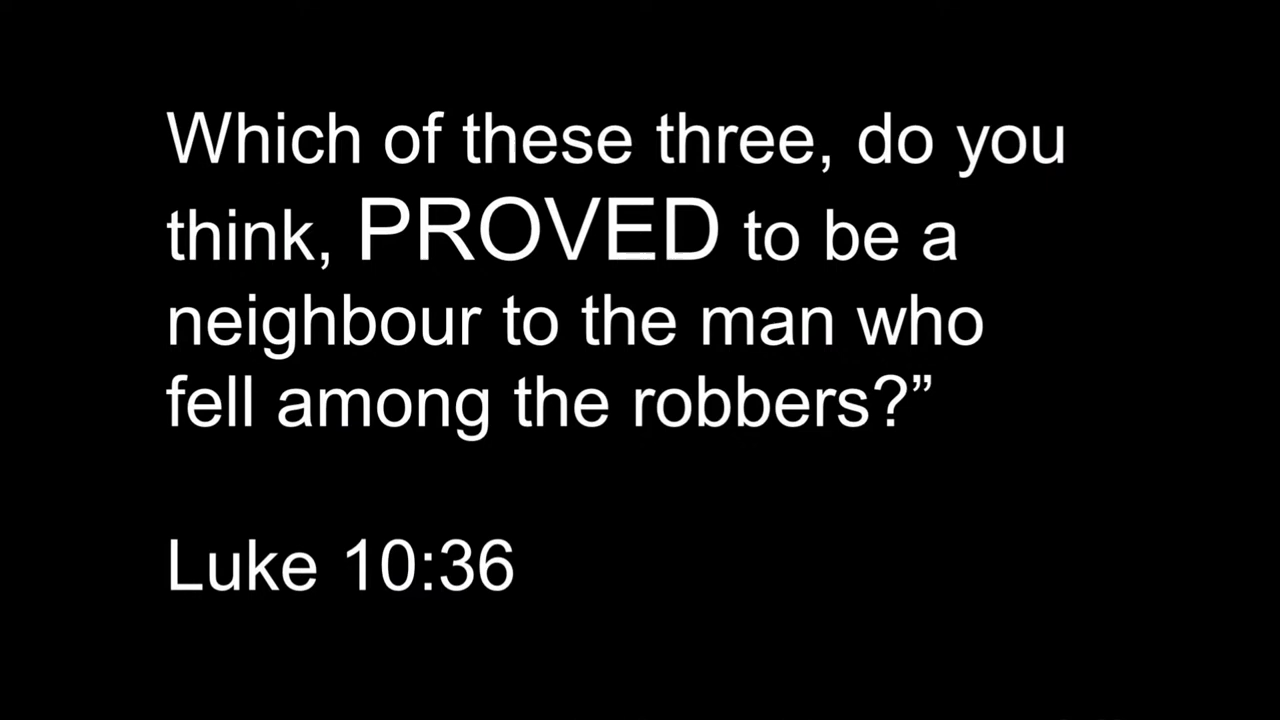 Which of these three, do you
think, PROVED to be a
neighbour to the man who
fell among the robbers?”
Luke 10:36